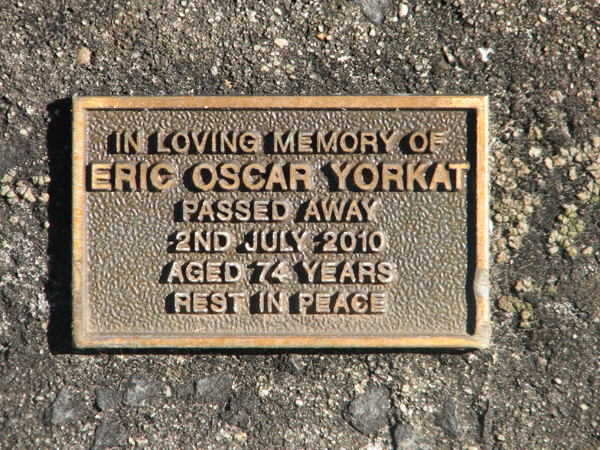 IN LOVING MEMORY OF
ERIC OSCAR YORKAT
PASSED AWAY
2ND JULY 2010
AGED 74 YEARS
REST IN PEACE